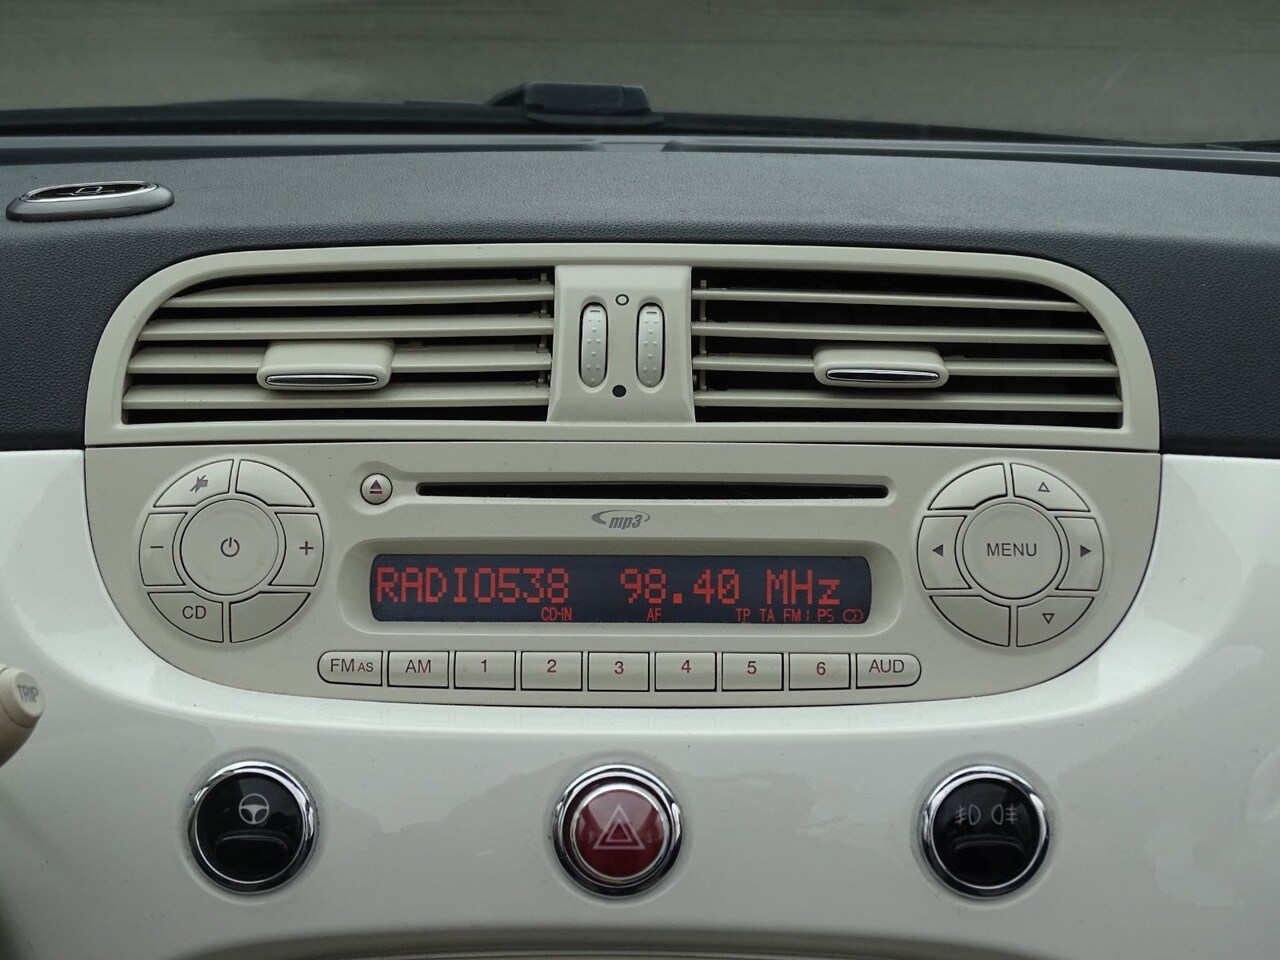 mp3
CD
MENU
RADIO538 98.40 MHz
CD-IN AF TP TA FM1 PS
FM AS AM 1 2 3 4 5 6 AUD
TRIP